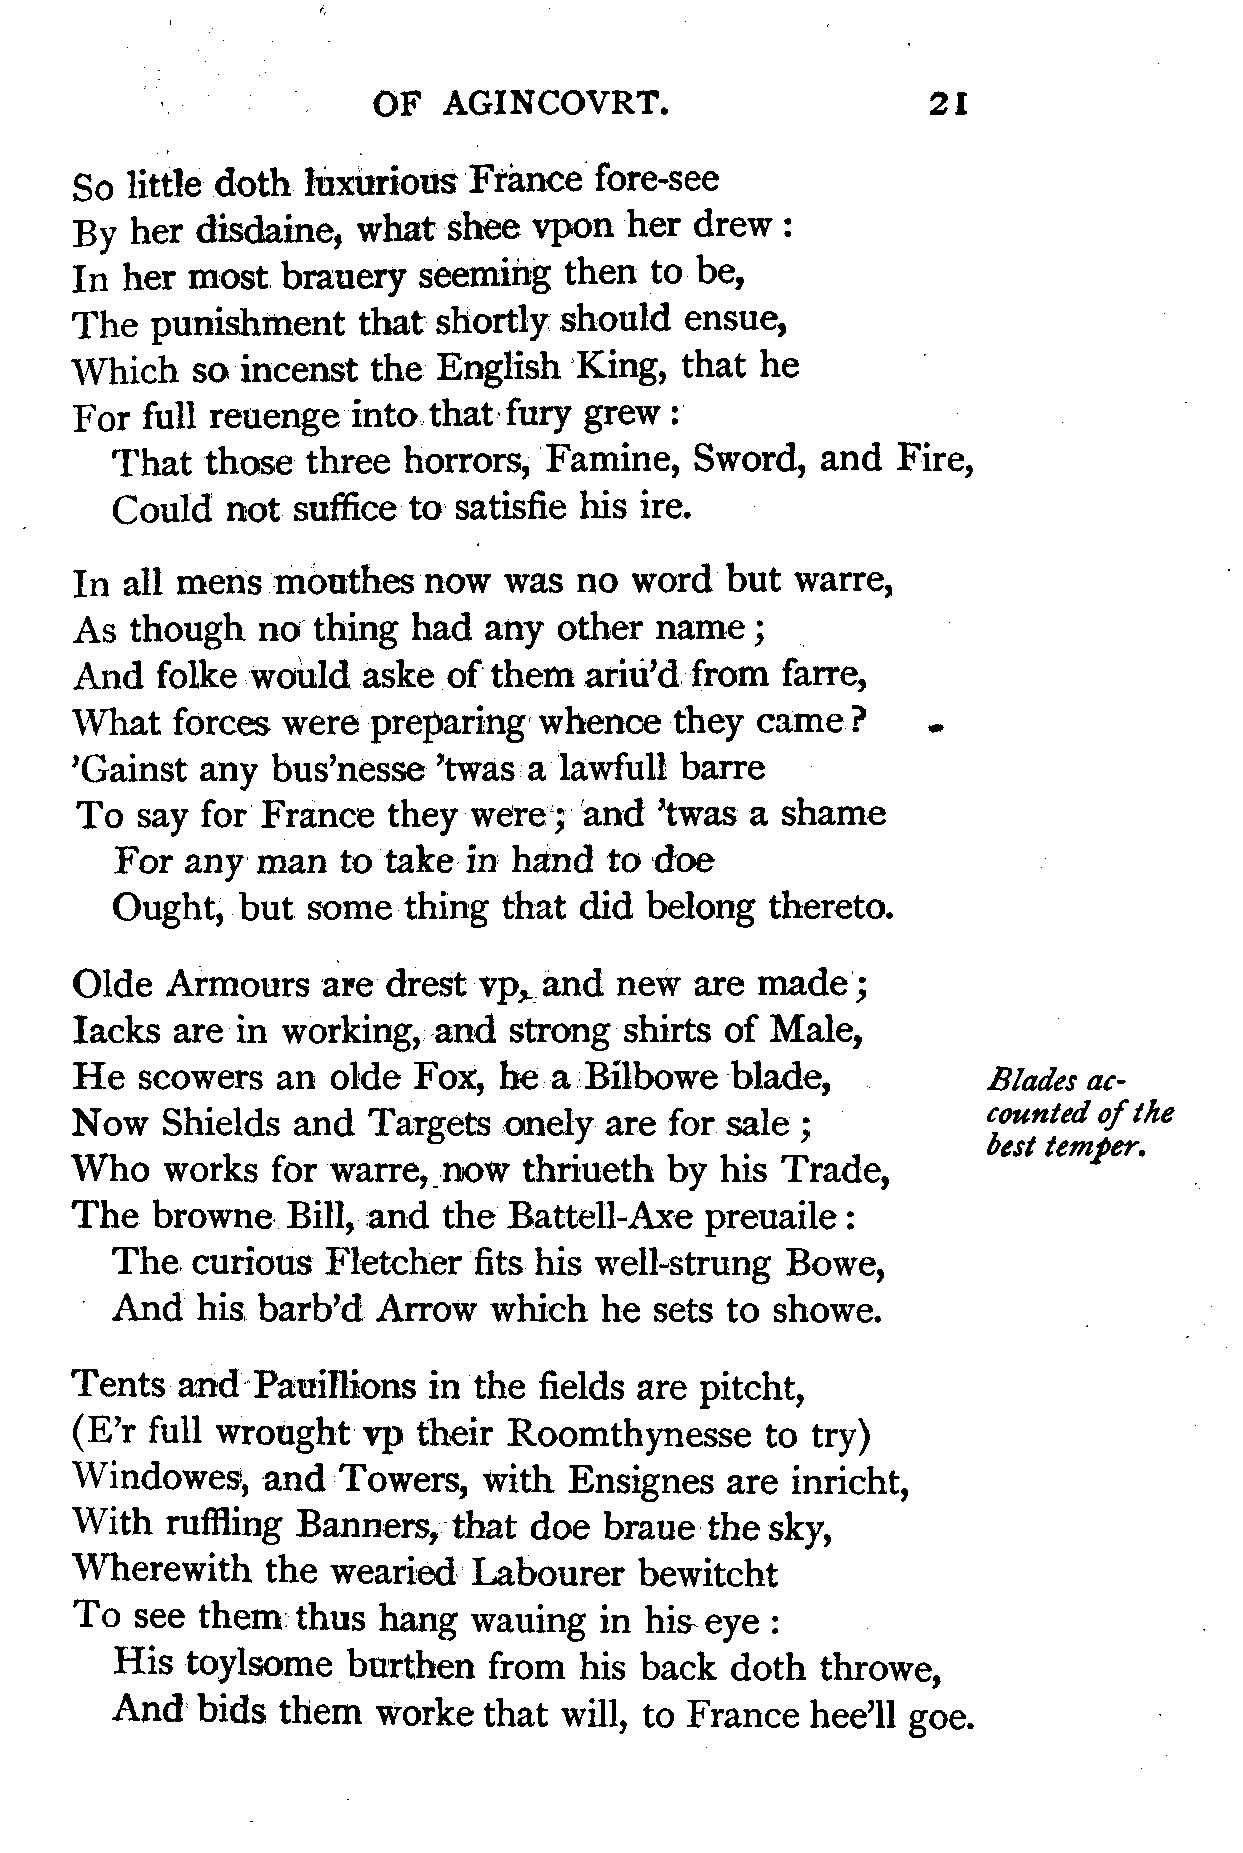 OF AGINCOVRT. 21
So little doth luxurious France fore-see
By her disdaine, what shee vpon her drew :
In her most brauery seeming then to be,
The punishment that shortly should ensue,
Which so incenst the English King, that he
For full reuenge into that fury grew :
That those three horrors, Famine, Sword, and Fire,
Could not suffice to satisfie his ire.
In all mens mouthes now was no word but warre,
As though no thing had any other name ;
And folke would aske of them ariu'd from farre,
What forces were preparing whence they came ?
'Gainst any bus'nesse 'twas a lawfull barre
To say for France they were ; and 'twas a shame
For any man to take in hand to doe
Ought, but some thing that did belong thereto.
Olde Armours are drest vp, and new are made ;
Iacks are in working, and strong shirts of Male,
He scowers an olde Fox, he a Bilbowe blade,
Now Shields and Targets onely are for sale ;
Who works for warre, now thriueth by his Trade,
The browne Bill, and the Battell-Axe preuaile :
The curious Fletcher fits his well-strung Bowe,
And his barb'd Arrow which he sets to showe.
Blades ac-
counted of the
best temper.
Tents and Pauillions in the fields are pitcht,
(E'r full wrought vp their Roomthynesse to try)
Windowes, and Towers, with Ensignes are inricht,
With ruffling Banners, that doe braue the sky,
Wherewith the wearied Labourer bewitcht
To see them thus hang wauing in his eye :
His toylsome burthen from his back doth throwe,
And bids them worke that will, to France hee'll goe.